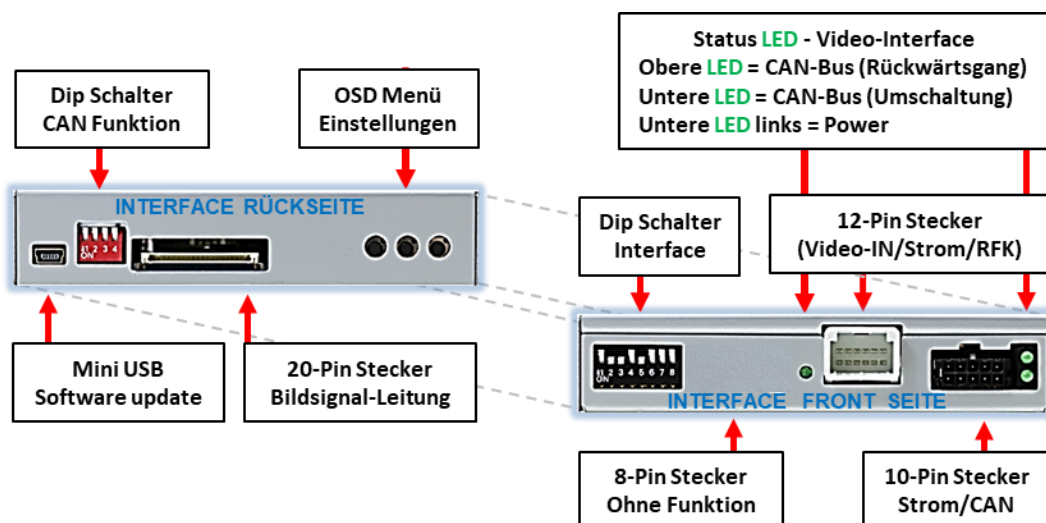 Status LED - Video-Interface
Obere LED = CAN-Bus (Rückwärtsgang)
Untere LED = CAN-Bus (Umschaltung)
Untere LED links = Power
Dip Schalter
CAN Funktion
OSD Menü
Einstellungen
INTERFACE RÜCKSEITE
1 2 3 4
ON
Dip Schalter
Interface
12-Pin Stecker
(Video-IN/Strom/RFK)
Mini USB
Software update
20-Pin Stecker
Bildsignal-Leitung
1 2 3 4 5 6 7 8
ON
INTERFACE FRONT SEITE
8-Pin Stecker
Ohne Funktion
10-Pin Stecker
Strom/CAN